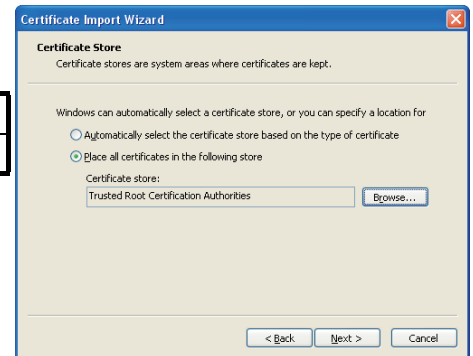 Certificate Import Wizard
Certificate Store
Certificate stores are system areas where certificates are kept.
Windows can automatically select a certificate store, or you can specify a location for
Automatically select the certificate store based on the type of certificate
Place all certificates in the following store
Certificate store:
Trusted Root Certification Authorities
Browse...
< Back
Next >
Cancel